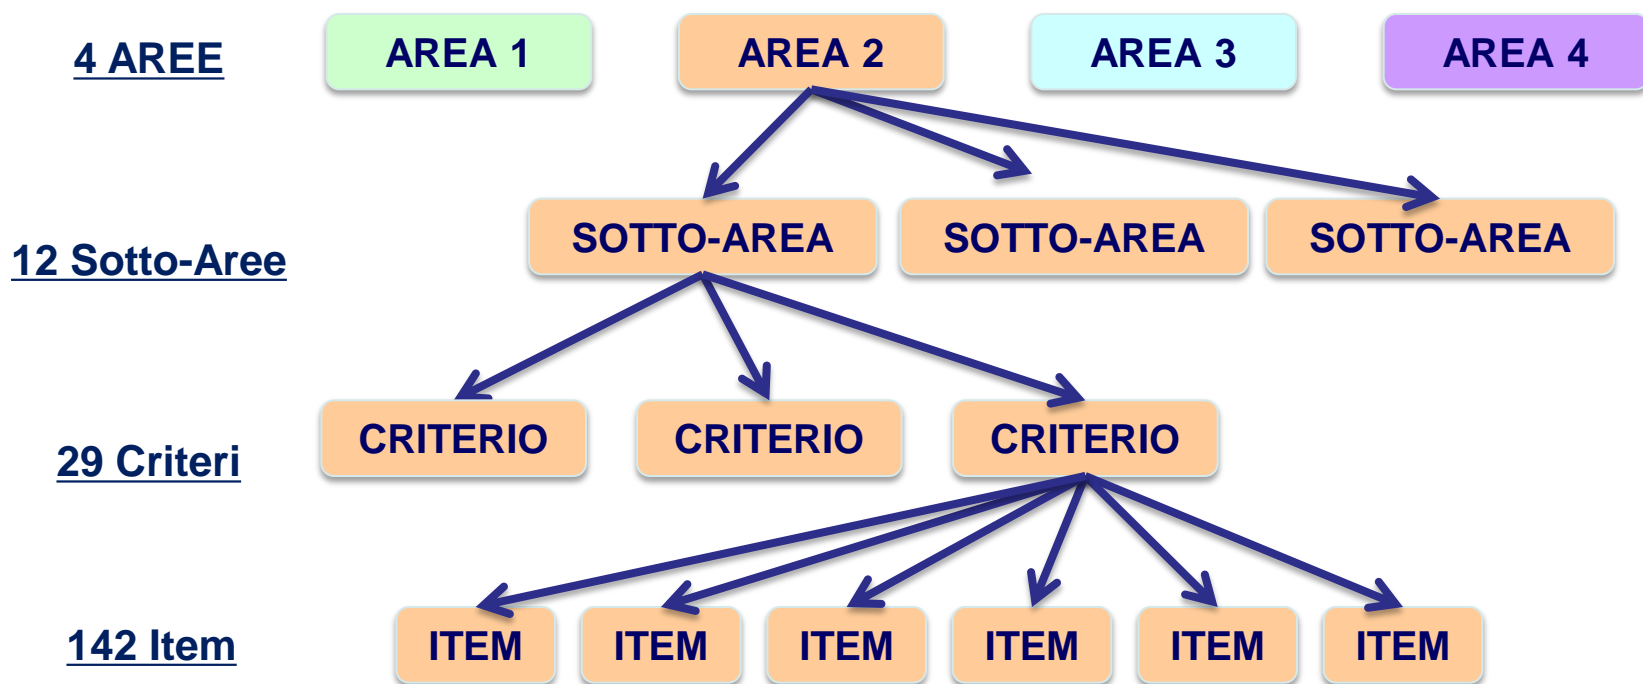 4 AREE
AREA 1
AREA 2
AREA 3
AREA 4
12 Sotto-Aree
SOTTO-AREA
SOTTO-AREA
SOTTO-AREA
29 Criteri
CRITERIO
CRITERIO
CRITERIO
142 Item
ITEM
ITEM
ITEM
ITEM
ITEM
ITEM